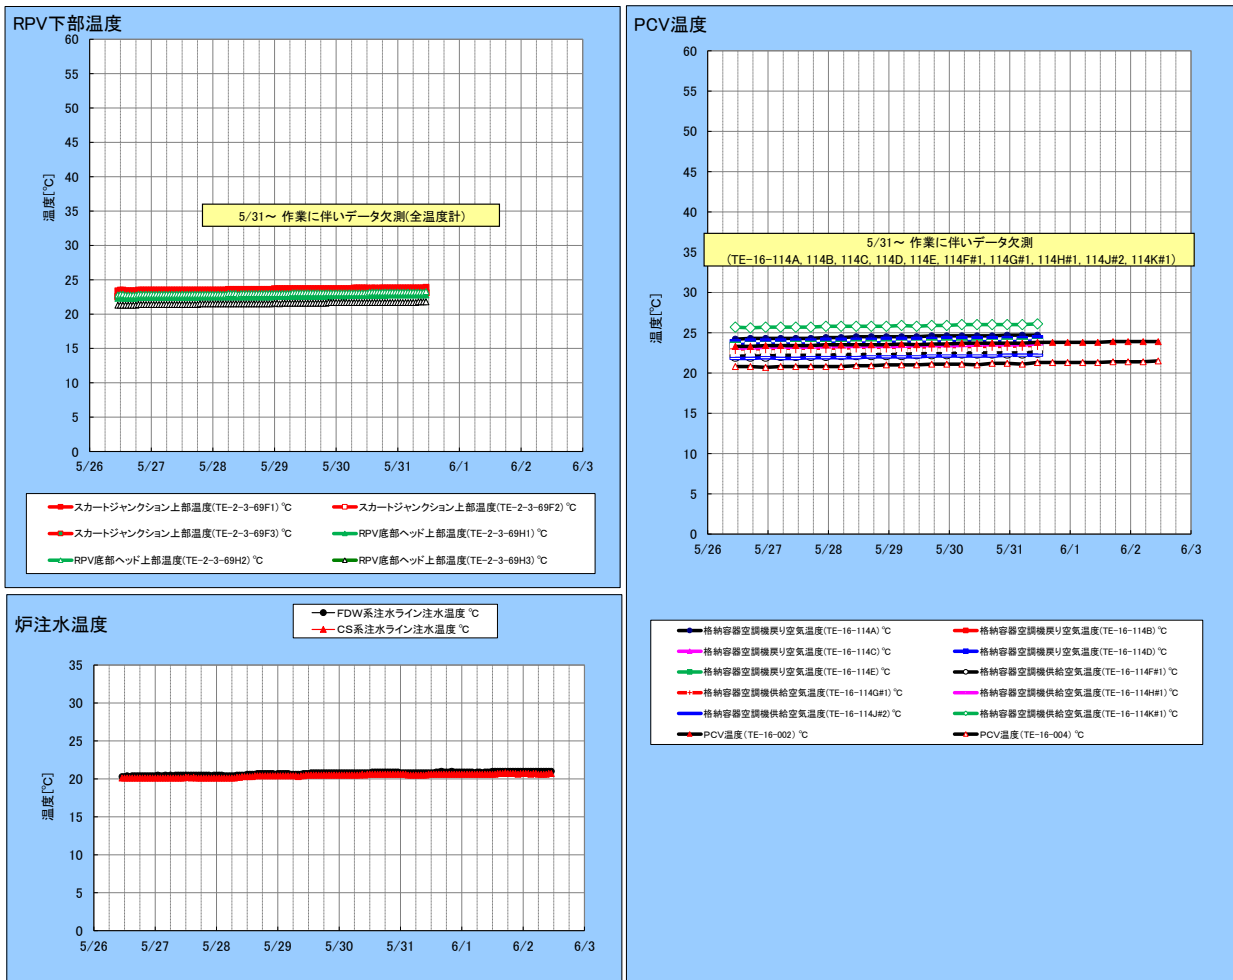 RPV下部温度
60
55
50
45
40
35
30
25
20
15
10
5
0
温度[℃]
5/31～ 作業に伴いデータ欠測(全温度計)
5/26 5/27 5/28 5/29 5/30 5/31 6/1 6/2 6/3
スカートジャンクション上部温度(TE-2-3-69F1) ℃ スカートジャンクション上部温度(TE-2-3-69F2) ℃
スカートジャンクション上部温度(TE-2-3-69F3) ℃ RPV底部ヘッド上部温度(TE-2-3-69H1) ℃
RPV底部ヘッド上部温度(TE-2-3-69H2) ℃ RPV底部ヘッド上部温度(TE-2-3-69H3) ℃
炉注水温度
FDW系注水ライン注水温度 ℃
CS系注水ライン注水温度 ℃
35
30
25
20
15
10
5
0
温度[℃]
5/26 5/27 5/28 5/29 5/30 5/31 6/1 6/2 6/3
PCV温度
60
55
50
45
40
35
30
25
20
15
10
5
0
温度[℃]
5/31～ 作業に伴いデータ欠測
(TE-16-114A, 114B, 114C, 114D, 114E, 114F#1, 114G#1, 114H#1, 114J#2, 114K#1)
5/26 5/27 5/28 5/29 5/30 5/31 6/1 6/2 6/3
格納容器空調機戻り空気温度(TE-16-114A) ℃ 格納容器空調機戻り空気温度(TE-16-114B) ℃
格納容器空調機戻り空気温度(TE-16-114C) ℃ 格納容器空調機戻り空気温度(TE-16-114D) ℃
格納容器空調機戻り空気温度(TE-16-114E) ℃ 格納容器空調機供給空気温度(TE-16-114F#1) ℃
格納容器空調機供給空気温度(TE-16-114G#1) ℃ 格納容器空調機供給空気温度(TE-16-114H#1) ℃
格納容器空調機供給空気温度(TE-16-114J#2) ℃ 格納容器空調機供給空気温度(TE-16-114K#1) ℃
PCV温度(TE-16-002) ℃ PCV温度(TE-16-004) ℃